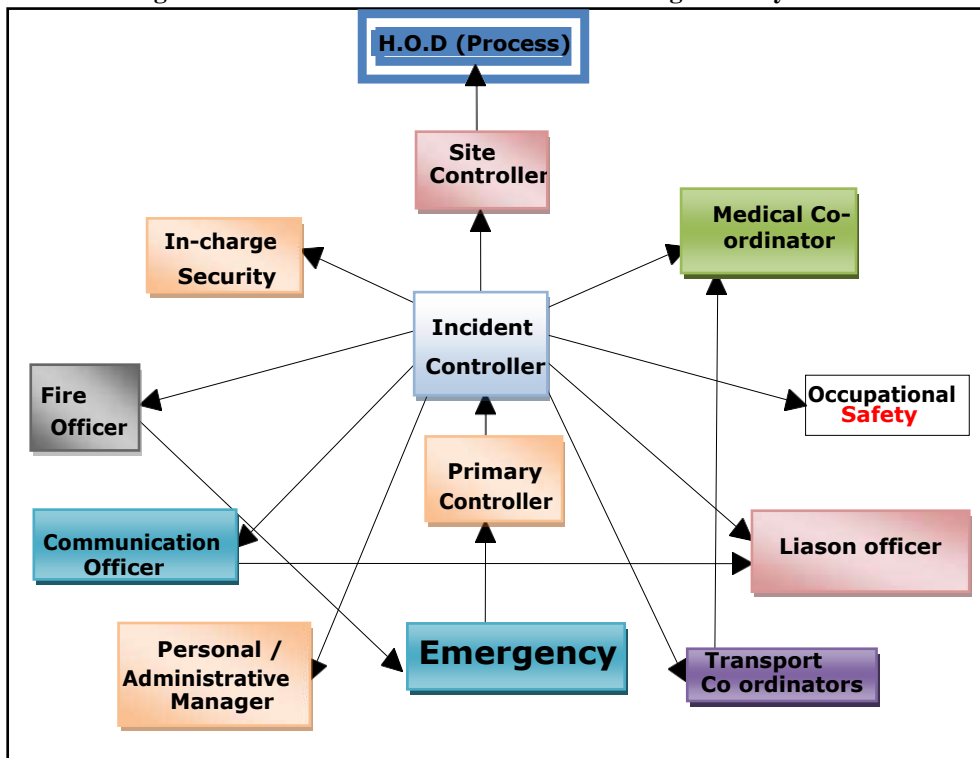 H.O.D (Process)
Site
Controller
Medical Co-
ordinator
In-charge
Security
Incident
Controller
Fire
Officer
Occupational
Safety
Primary
Controller
Communication
Officer
Liason officer
Personal /
Administrative
Manager
Emergency
Transport
Co ordinators